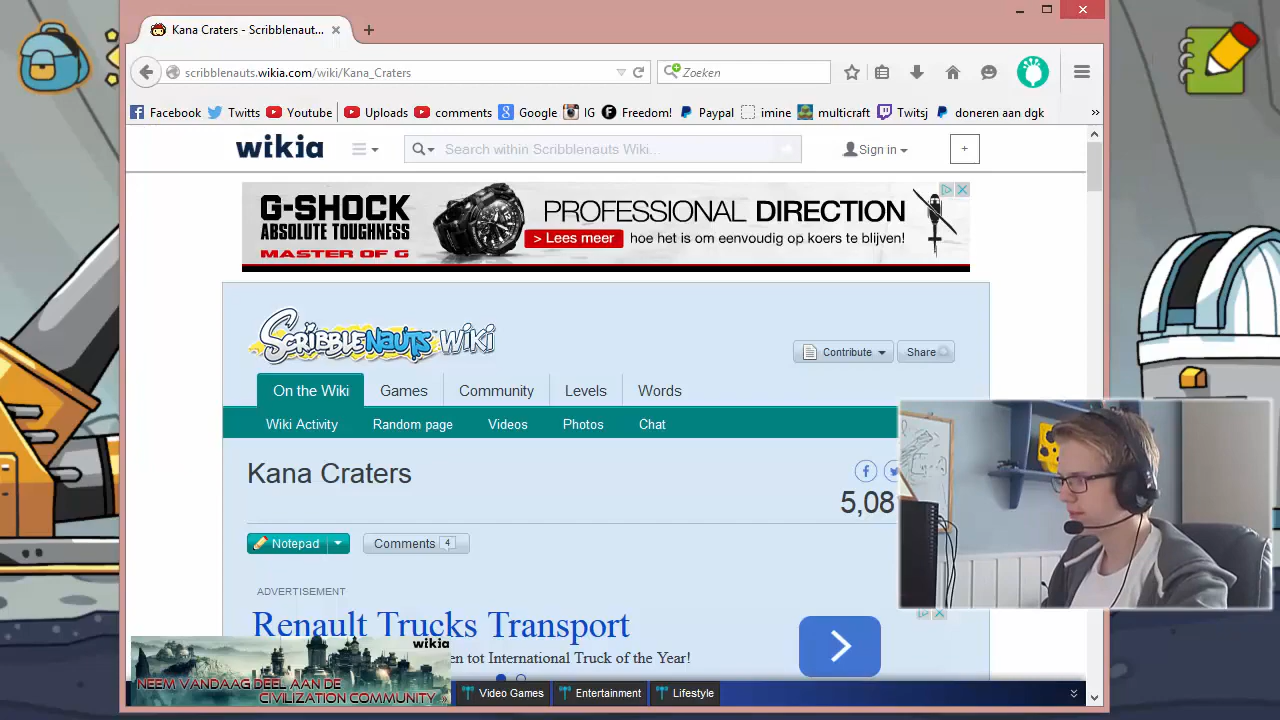 Kana Craters - Scribblenaut...
scribblenauts.wikia.com/wiki/Kana_Craters
Zoeken
Facebook Twitts Youtube Uploads comments Google IG Freedom! Paypal imine multicraft Twitsj doneren aan dgk »
wikia
Search within Scribblenauts Wiki...
Sign in
+
G-SHOCK
ABSOLUTE TOUGHNESS
MASTER OF G
PROFESSIONAL DIRECTION
> Lees meer hoe het is om eenvoudig op koers te blijven!
SCRIBBLENAUTS WIKI
Contribute Share
On the Wiki Games Community Levels Words
Wiki Activity Random page Videos Photos Chat
Kana Craters
5,08
Notepad Comments 4
ADVERTISEMENT
Renault Trucks Transport
en tot International Truck of the Year!
wikia
NEEM VANDAAG DEEL AAN DE
CIVILIZATION COMMUNITY »
Video Games Entertainment Lifestyle